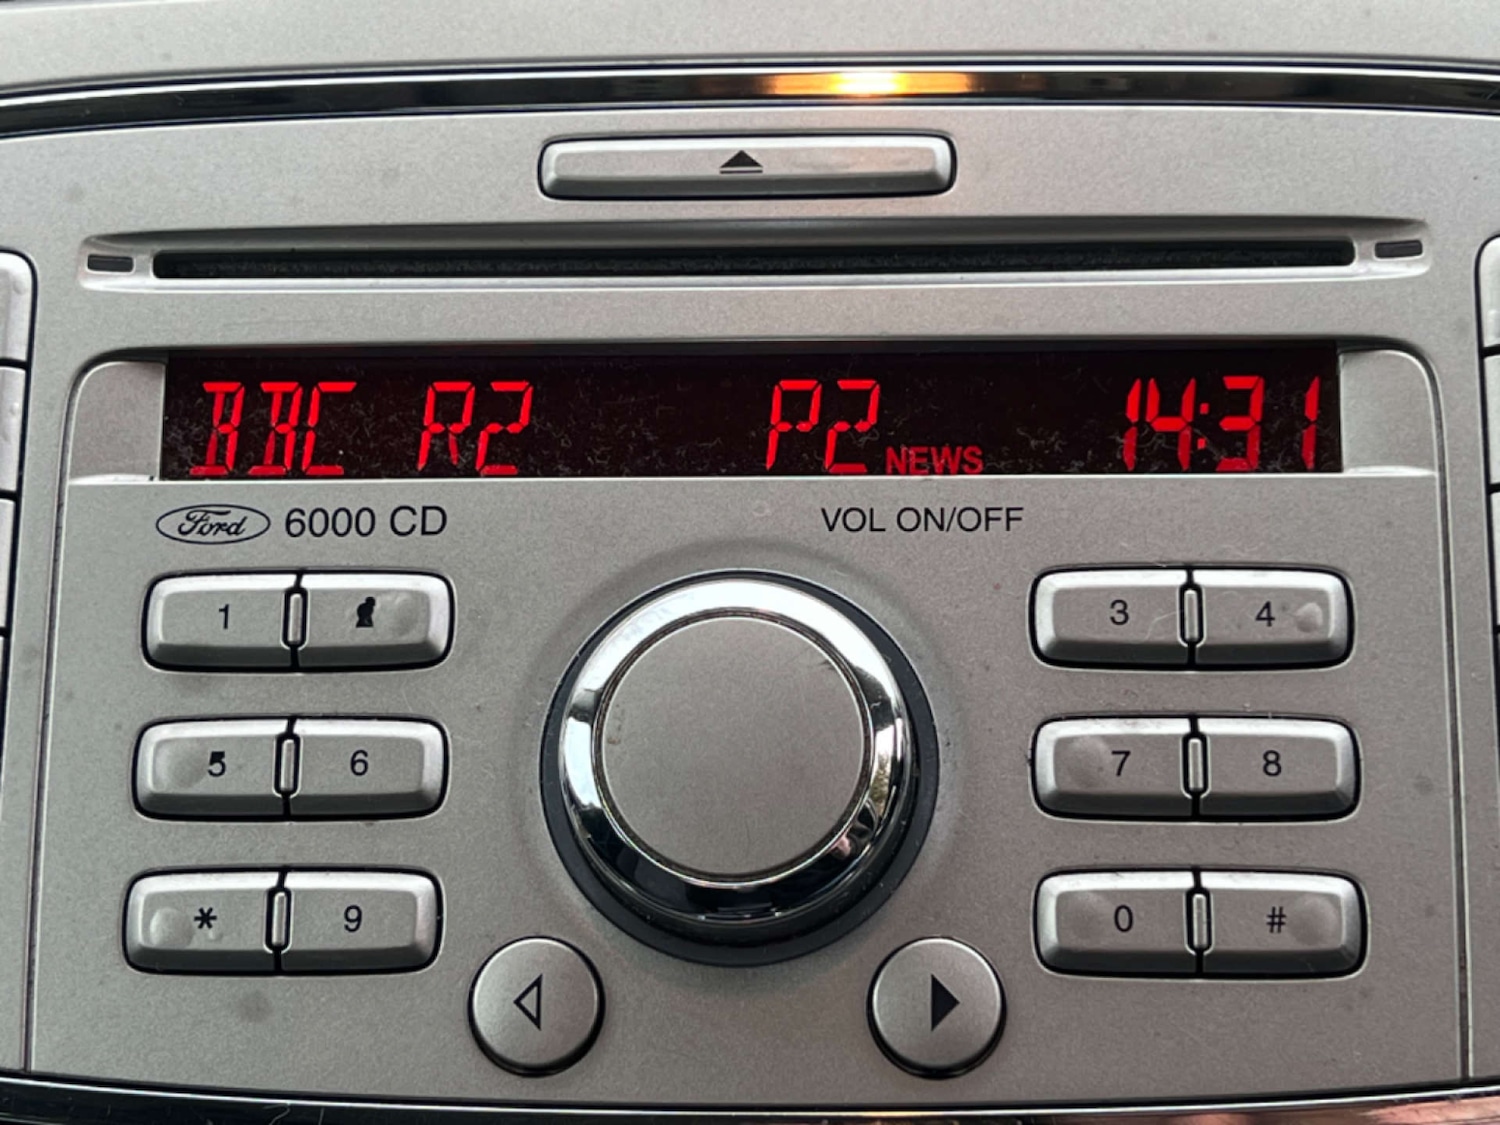 BBC R2 P2 NEWS 14:31
Ford 6000 CD VOL ON/OFF
1 3 4
5 6 7 8
* 9 0 #